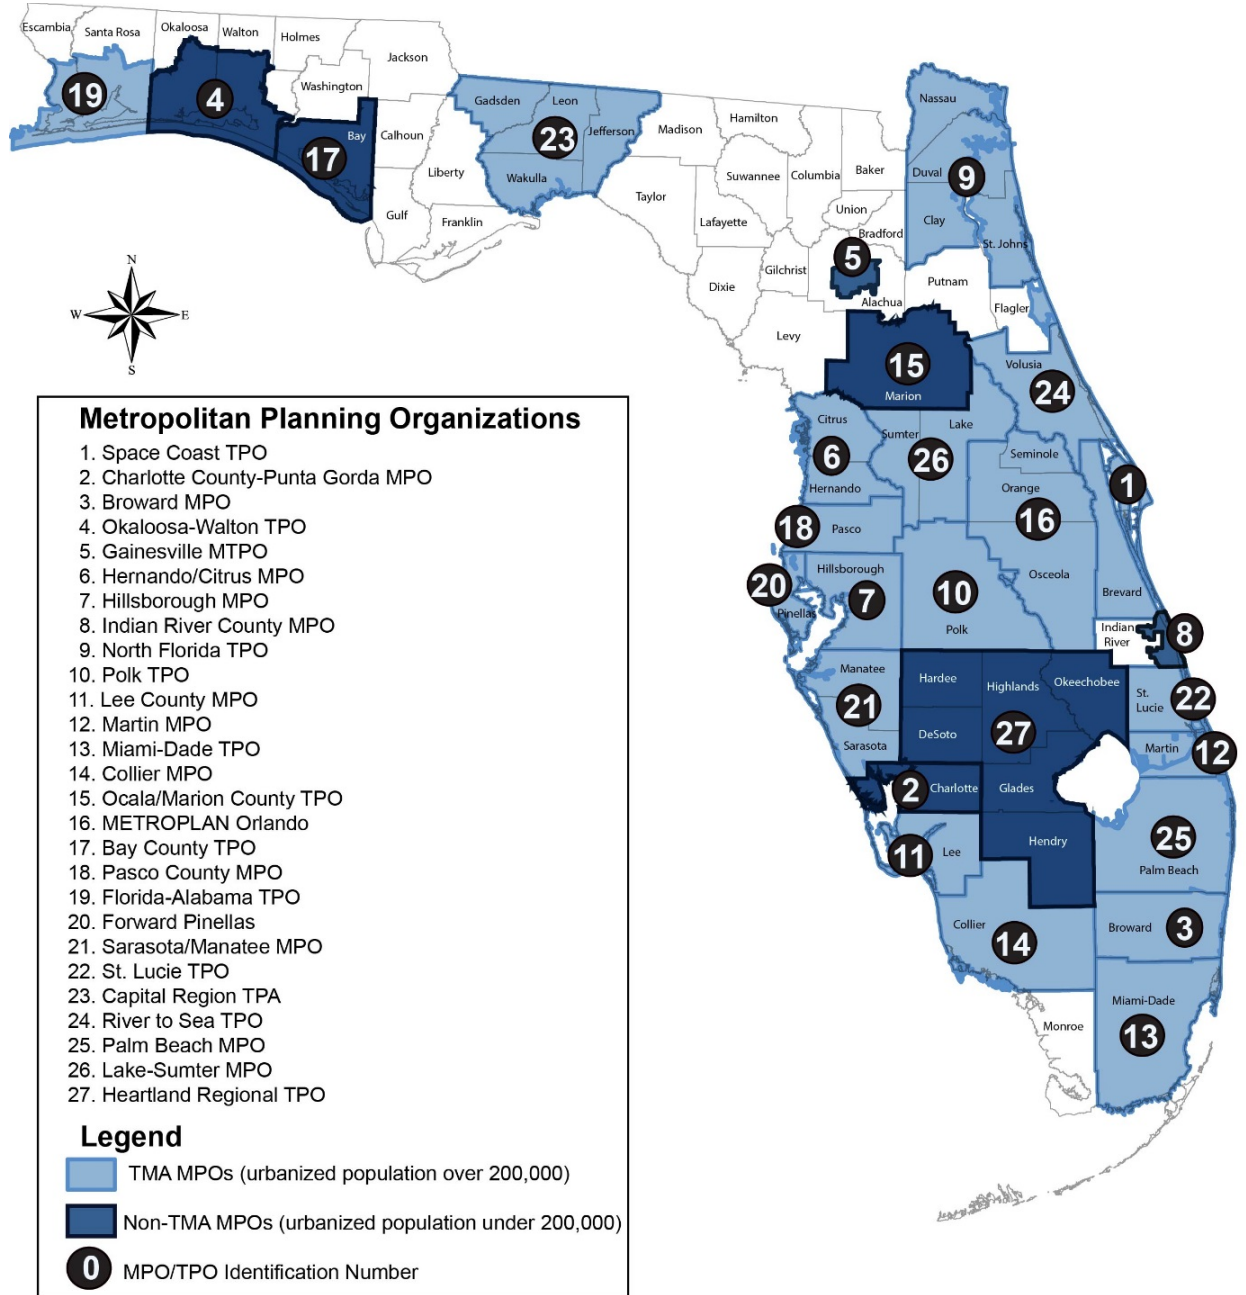 Escambia
Santa Rosa
Okaloosa
Walton
Holmes
Jackson
Washington
19
4
Bay
17
Calhoun
Gadsden
Leon
Jefferson
23
Wakulla
Liberty
Gulf
Franklin
Madison
Hamilton
Taylor
Suwannee
Columbia
Baker
Lafayette
Union
Bradford
Nassau
Duval
9
Clay
St. Johns
5
Gilchrist
Dixie
Alachua
Putnam
Flagler
Levy
N
W
E
S
15
Marion
Volusia
24
Citrus
Sumter
Lake
6
26
Hernando
Seminole
Orange
16
1
18
Pasco
Osceola
Brevard
20
Pinellas
Hillsborough
7
10
Polk
Indian
River
8
Manatee
21
Sarasota
Hardee
Highlands
Okeechobee
DeSoto
27
St.
Lucie
22
Martin
12
2
Charlotte
Glades
11
Lee
Hendry
25
Palm Beach
Collier
14
Broward
3
Miami-Dade
13
Monroe
Metropolitan Planning Organizations
1. Space Coast TPO
2. Charlotte County-Punta Gorda MPO
3. Broward MPO
4. Okaloosa-Walton TPO
5. Gainesville MTPO
6. Hernando/Citrus MPO
7. Hillsborough MPO
8. Indian River County MPO
9. North Florida TPO
10. Polk TPO
11. Lee County MPO
12. Martin MPO
13. Miami-Dade TPO
14. Collier MPO
15. Ocala/Marion County TPO
16. METROPLAN Orlando
17. Bay County TPO
18. Pasco County MPO
19. Florida-Alabama TPO
20. Forward Pinellas
21. Sarasota/Manatee MPO
22. St. Lucie TPO
23. Capital Region TPA
24. River to Sea TPO
25. Palm Beach MPO
26. Lake-Sumter MPO
27. Heartland Regional TPO
Legend
TMA MPOs (urbanized population over 200,000)
Non-TMA MPOs (urbanized population under 200,000)
0 MPO/TPO Identification Number